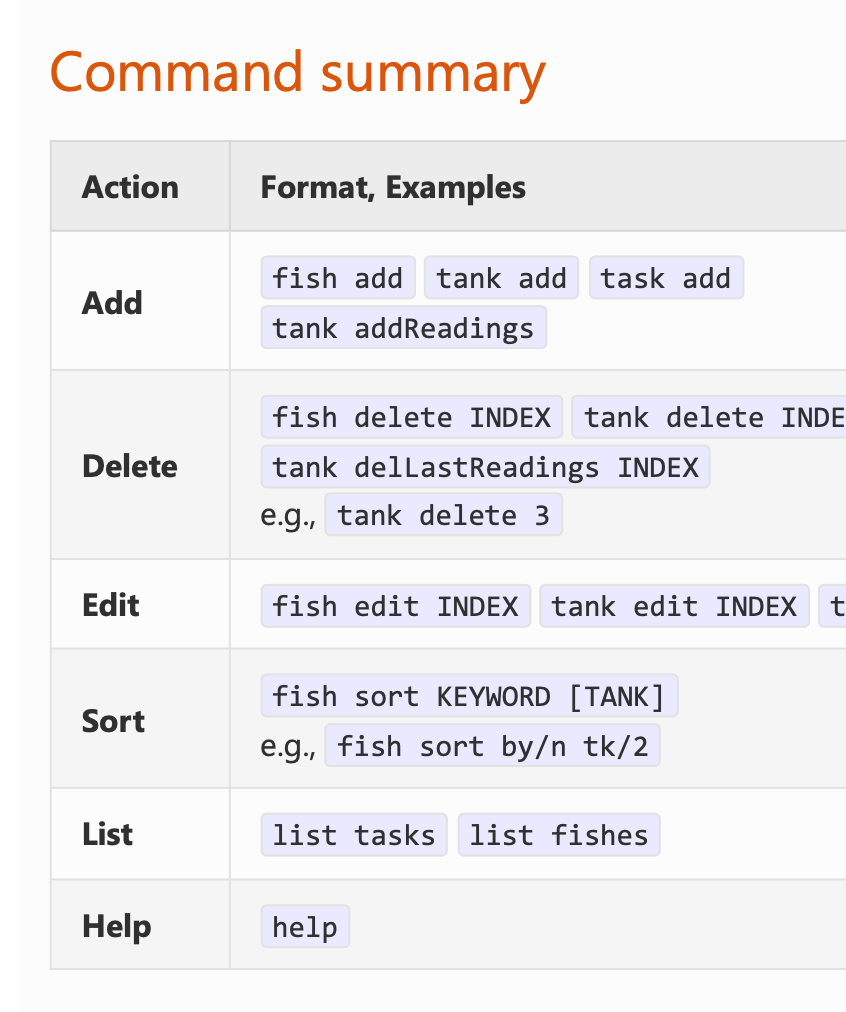 Command summary
Action Format, Examples
Add
fish add tank add task add
tank addReadings
Delete
fish delete INDEX tank delete INDE
tank delLastReadings INDEX
e.g., tank delete 3
Edit fish edit INDEX tank edit INDEX t
Sort
fish sort KEYWORD [TANK]
e.g., fish sort by/n tk/2
List list tasks list fishes
Help help